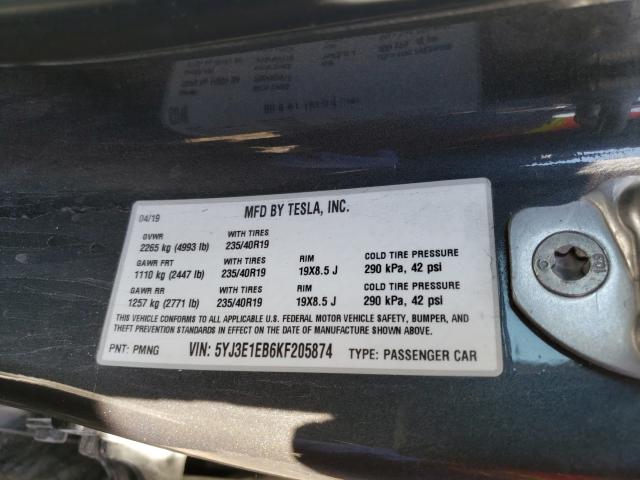 04/19 MFD BY TESLA, INC.
GVWR WITH TIRES
2265 kg (4993 lb) 235/40R19
GAWR FRT WITH TIRES RIM COLD TIRE PRESSURE
1110 kg (2447 lb) 235/40R19 19X8.5 J 290 kPa, 42 psi
GAWR RR WITH TIRES RIM COLD TIRE PRESSURE
1257 kg (2771 lb) 235/40R19 19X8.5 J 290 kPa, 42 psi
THIS VEHICLE CONFORMS TO ALL APPLICABLE U.S. FEDERAL MOTOR VEHICLE SAFETY, BUMPER, AND
THEFT PREVENTION STANDARDS IN EFFECT ON THE DATE OF MANUFACTURE SHOWN ABOVE.
PNT: PMNG VIN: 5YJ3E1EB6KF205874 TYPE: PASSENGER CAR